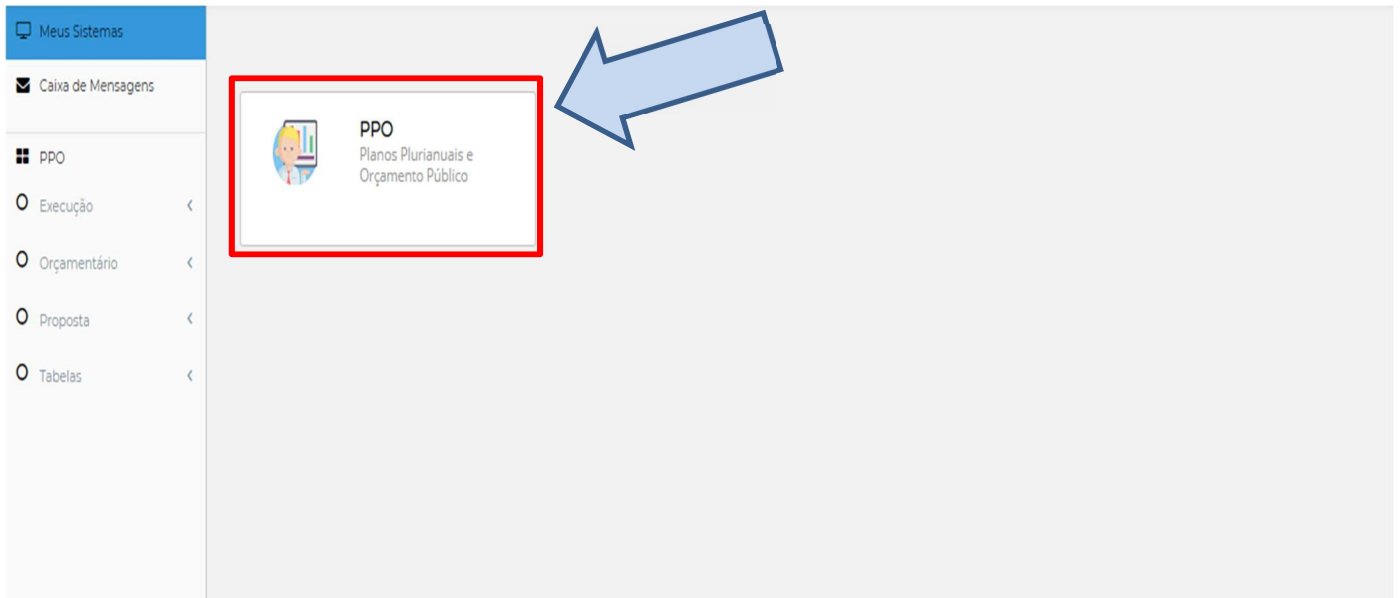 Meus Sistemas
Caixa de Mensagens
PPO
Execução
Orçamentário
Proposta
Tabelas
PPO
Planos Plurianuais e
Orçamento Público